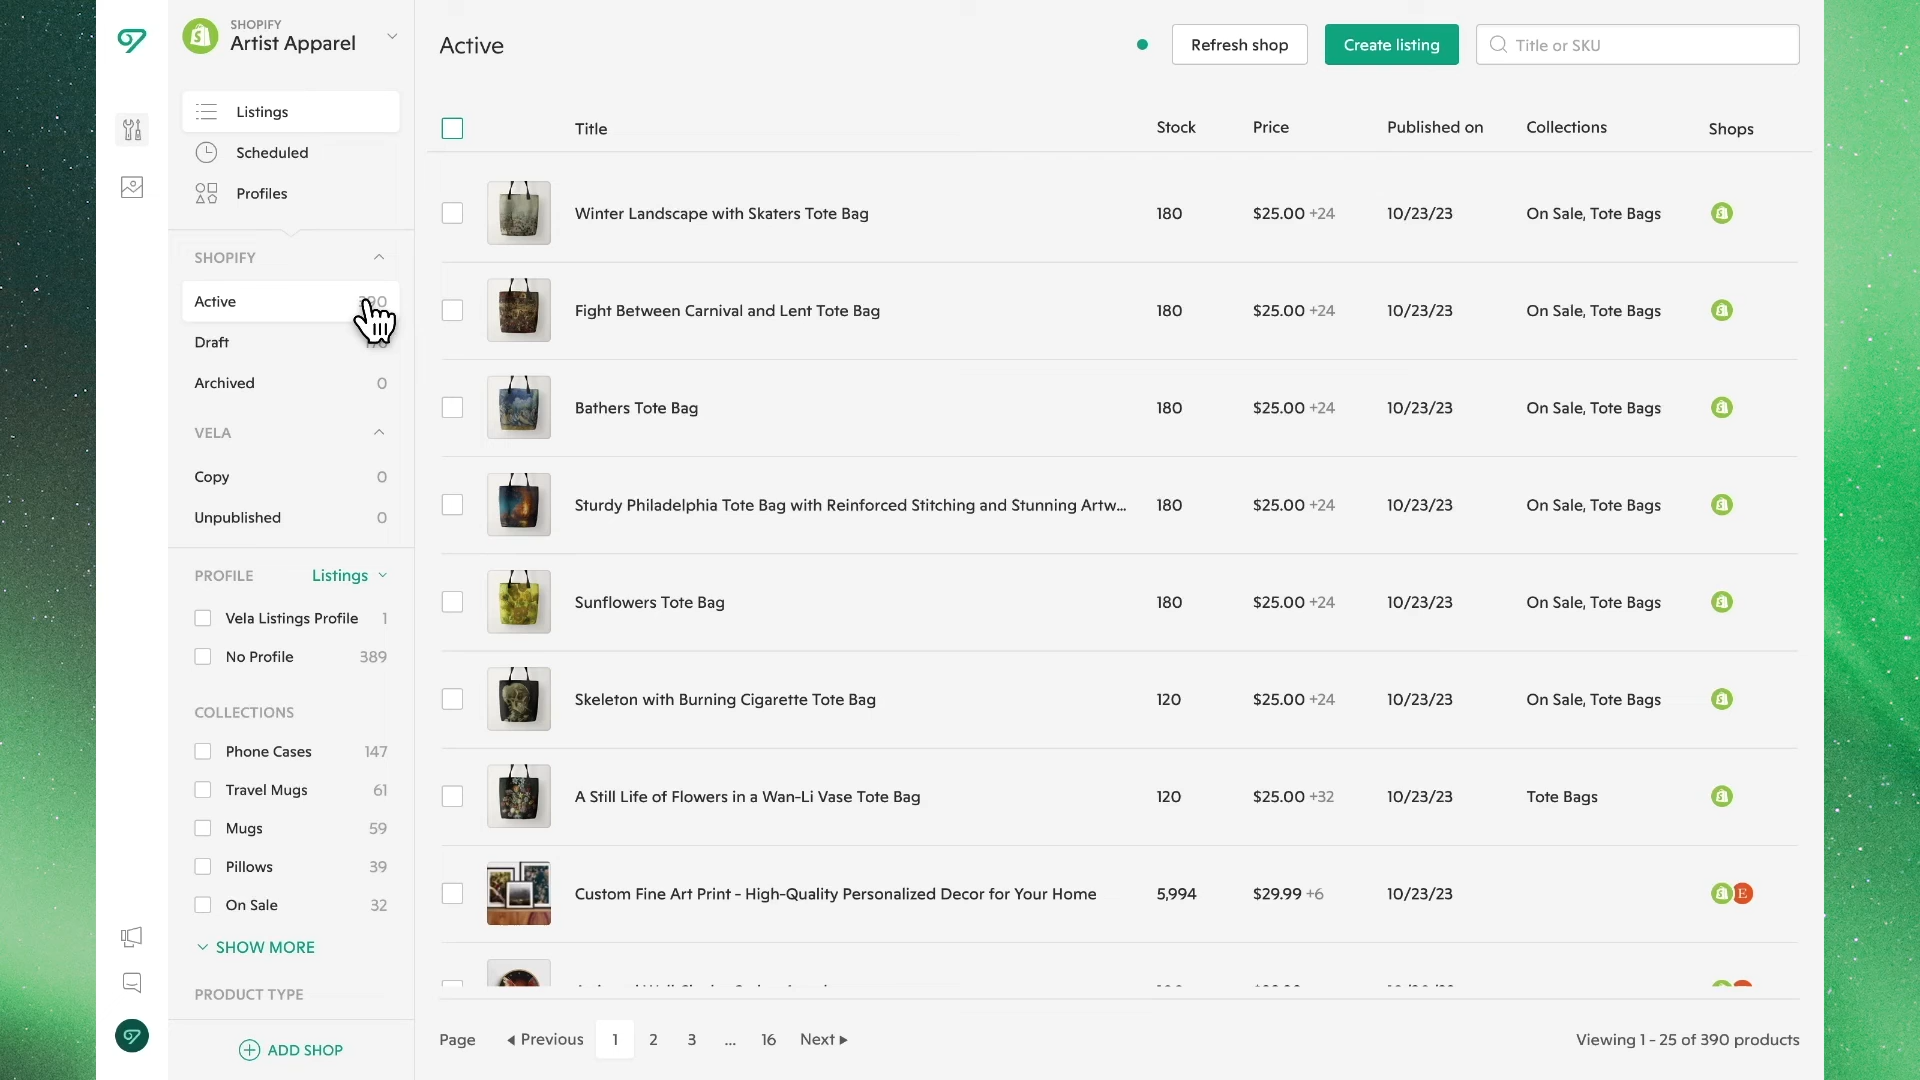 SHOPIFY
Artist Apparel
Listings
Scheduled
Profiles
SHOPIFY
Active
Draft
Archived 0
VELA
Copy 0
Unpublished 0
PROFILE Listings
Vela Listings Profile 1
No Profile 389
COLLECTIONS
Phone Cases 147
Travel Mugs 61
Mugs 59
Pillows 39
On Sale 32
SHOW MORE
PRODUCT TYPE
ADD SHOP
Active
Refresh shop
Create listing
Title or SKU
Title Stock Price Published on Collections Shops
Winter Landscape with Skaters Tote Bag 180 $25.00 +24 10/23/23 On Sale, Tote Bags
Fight Between Carnival and Lent Tote Bag 180 $25.00 +24 10/23/23 On Sale, Tote Bags
Bathers Tote Bag 180 $25.00 +24 10/23/23 On Sale, Tote Bags
Sturdy Philadelphia Tote Bag with Reinforced Stitching and Stunning Artw... 180 $25.00 +24 10/23/23 On Sale, Tote Bags
Sunflowers Tote Bag 180 $25.00 +24 10/23/23 On Sale, Tote Bags
Skeleton with Burning Cigarette Tote Bag 120 $25.00 +24 10/23/23 On Sale, Tote Bags
A Still Life of Flowers in a Wan-Li Vase Tote Bag 120 $25.00 +32 10/23/23 Tote Bags
Custom Fine Art Print - High-Quality Personalized Decor for Your Home 5,994 $29.99 +6 10/23/23 E
Page Previous 1 2 3 ... 16 Next Viewing 1 - 25 of 390 products